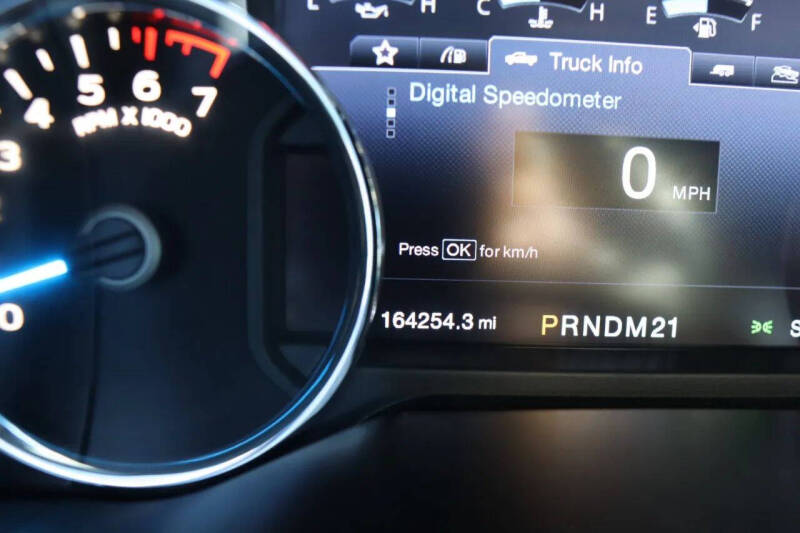 L H C H E F
Truck Info
Digital Speedometer
0 MPH
Press OK for km/h
164254.3 mi PRNDM21 S
3 4 5 6 7
RPM X 1000
0